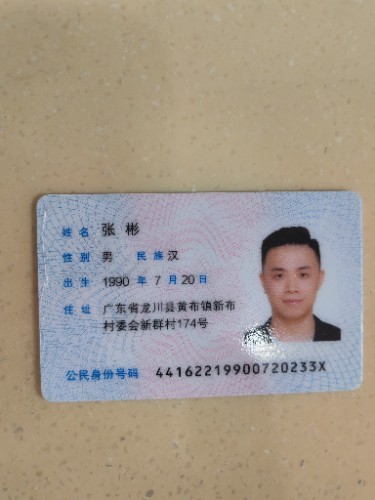 姓名 张彬
性别 男 民族 汉
出生 1990 年 7 月 20 日
住址 广东省龙川县黄布镇新布
村委会新群村174号
公民身份号码 44162219900720233X